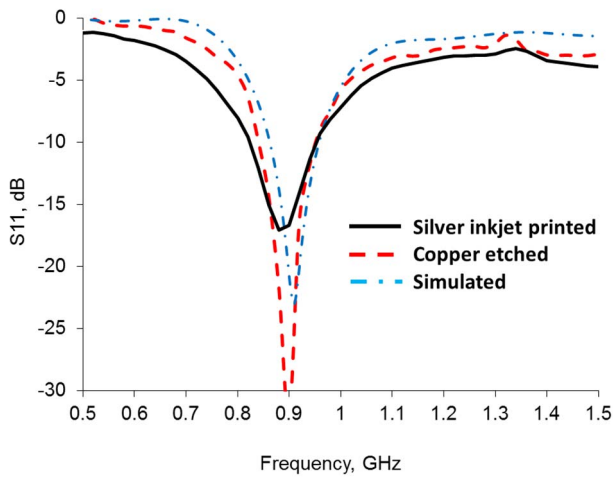 0
-5
-10
-15
-20
-25
-30
S11, dB
Silver inkjet printed
Copper etched
Simulated
0.5 0.6 0.7 0.8 0.9 1 1.1 1.2 1.3 1.4 1.5
Frequency, GHz